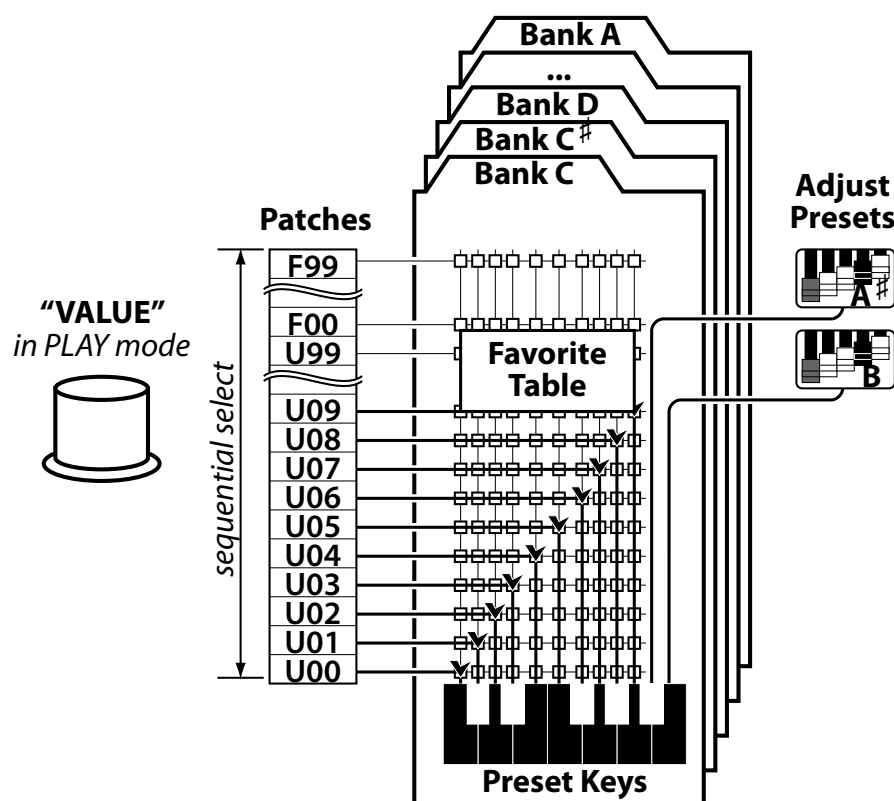 Bank A
...
Bank D
Bank C♯
Bank C
Adjust
Presets
A♯
B
Patches
F99
F00
U99
U09
U08
U07
U06
U05
U04
U03
U02
U01
U00
sequential select
"VALUE"
in PLAY mode
Favorite
Table
Preset Keys